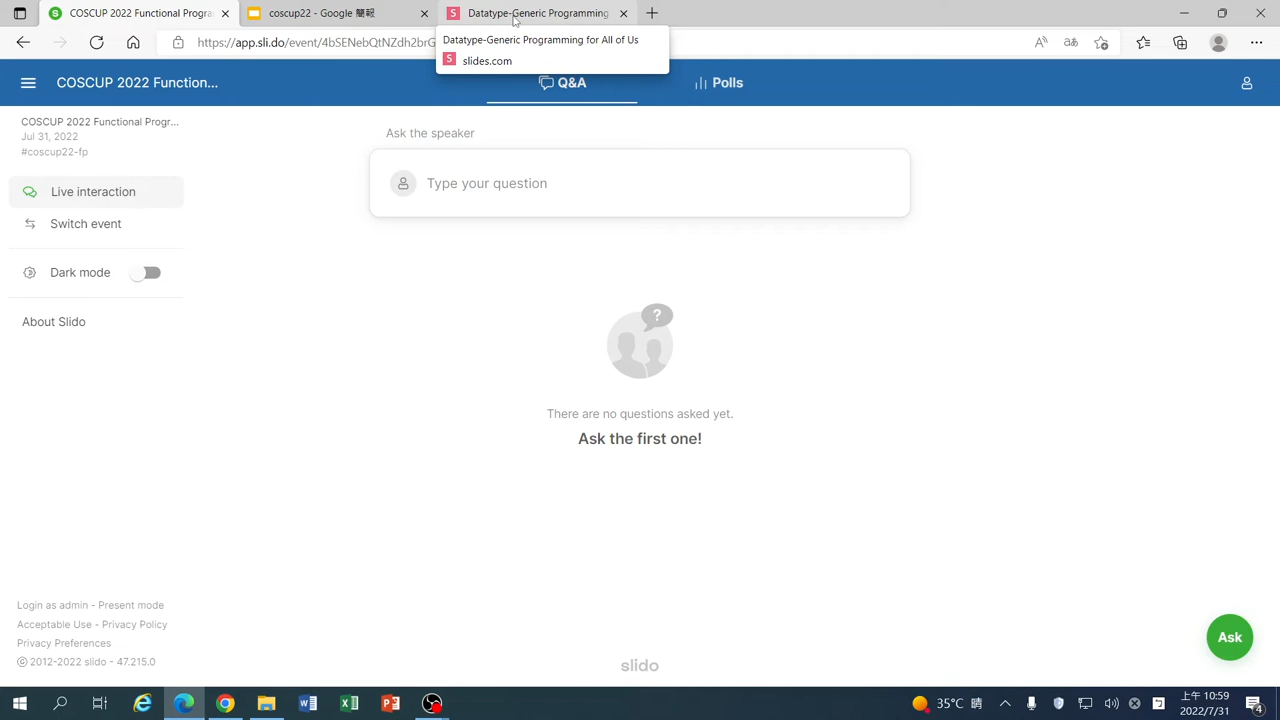 COSCUP 2022 Functional Progra
coscup22 - Google 簡報
Datatype-Generic Programming
https://app.sli.do/event/4bSENebQtNZdh2brG
Datatype-Generic Programming for All of Us
slides.com
COSCUP 2022 Function...
Q&A
Polls
COSCUP 2022 Functional Progr...
Jul 31, 2022
#coscup22-fp
Live interaction
Switch event
Dark mode
About Slido
Ask the speaker
Type your question
?
There are no questions asked yet.
Ask the first one!
Login as admin - Present mode
Acceptable Use - Privacy Policy
Privacy Preferences
© 2012-2022 slido - 47.215.0
slido
Ask
35°C 晴
上午 10:59
2022/7/31
4